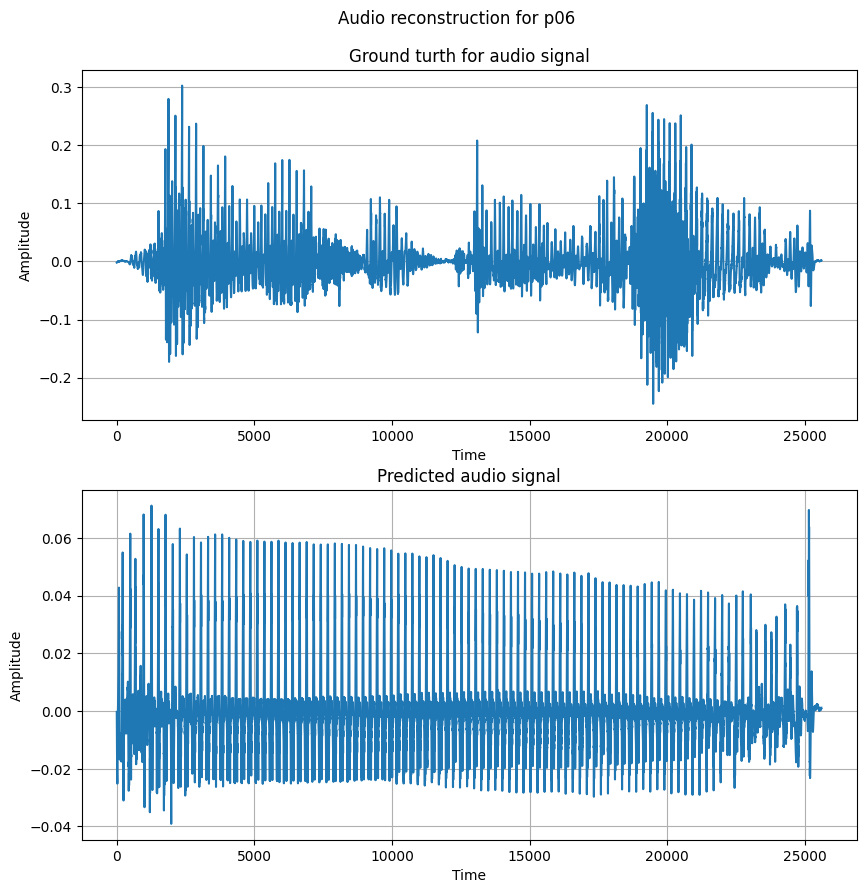 Audio reconstruction for p06
Ground turth for audio signal
0.3
0.2
0.1
0.0
−0.1
−0.2
Amplitude
0 5000 10000 15000 20000 25000
Time
Predicted audio signal
0.06
0.04
0.02
0.00
−0.02
−0.04
Amplitude
0 5000 10000 15000 20000 25000
Time